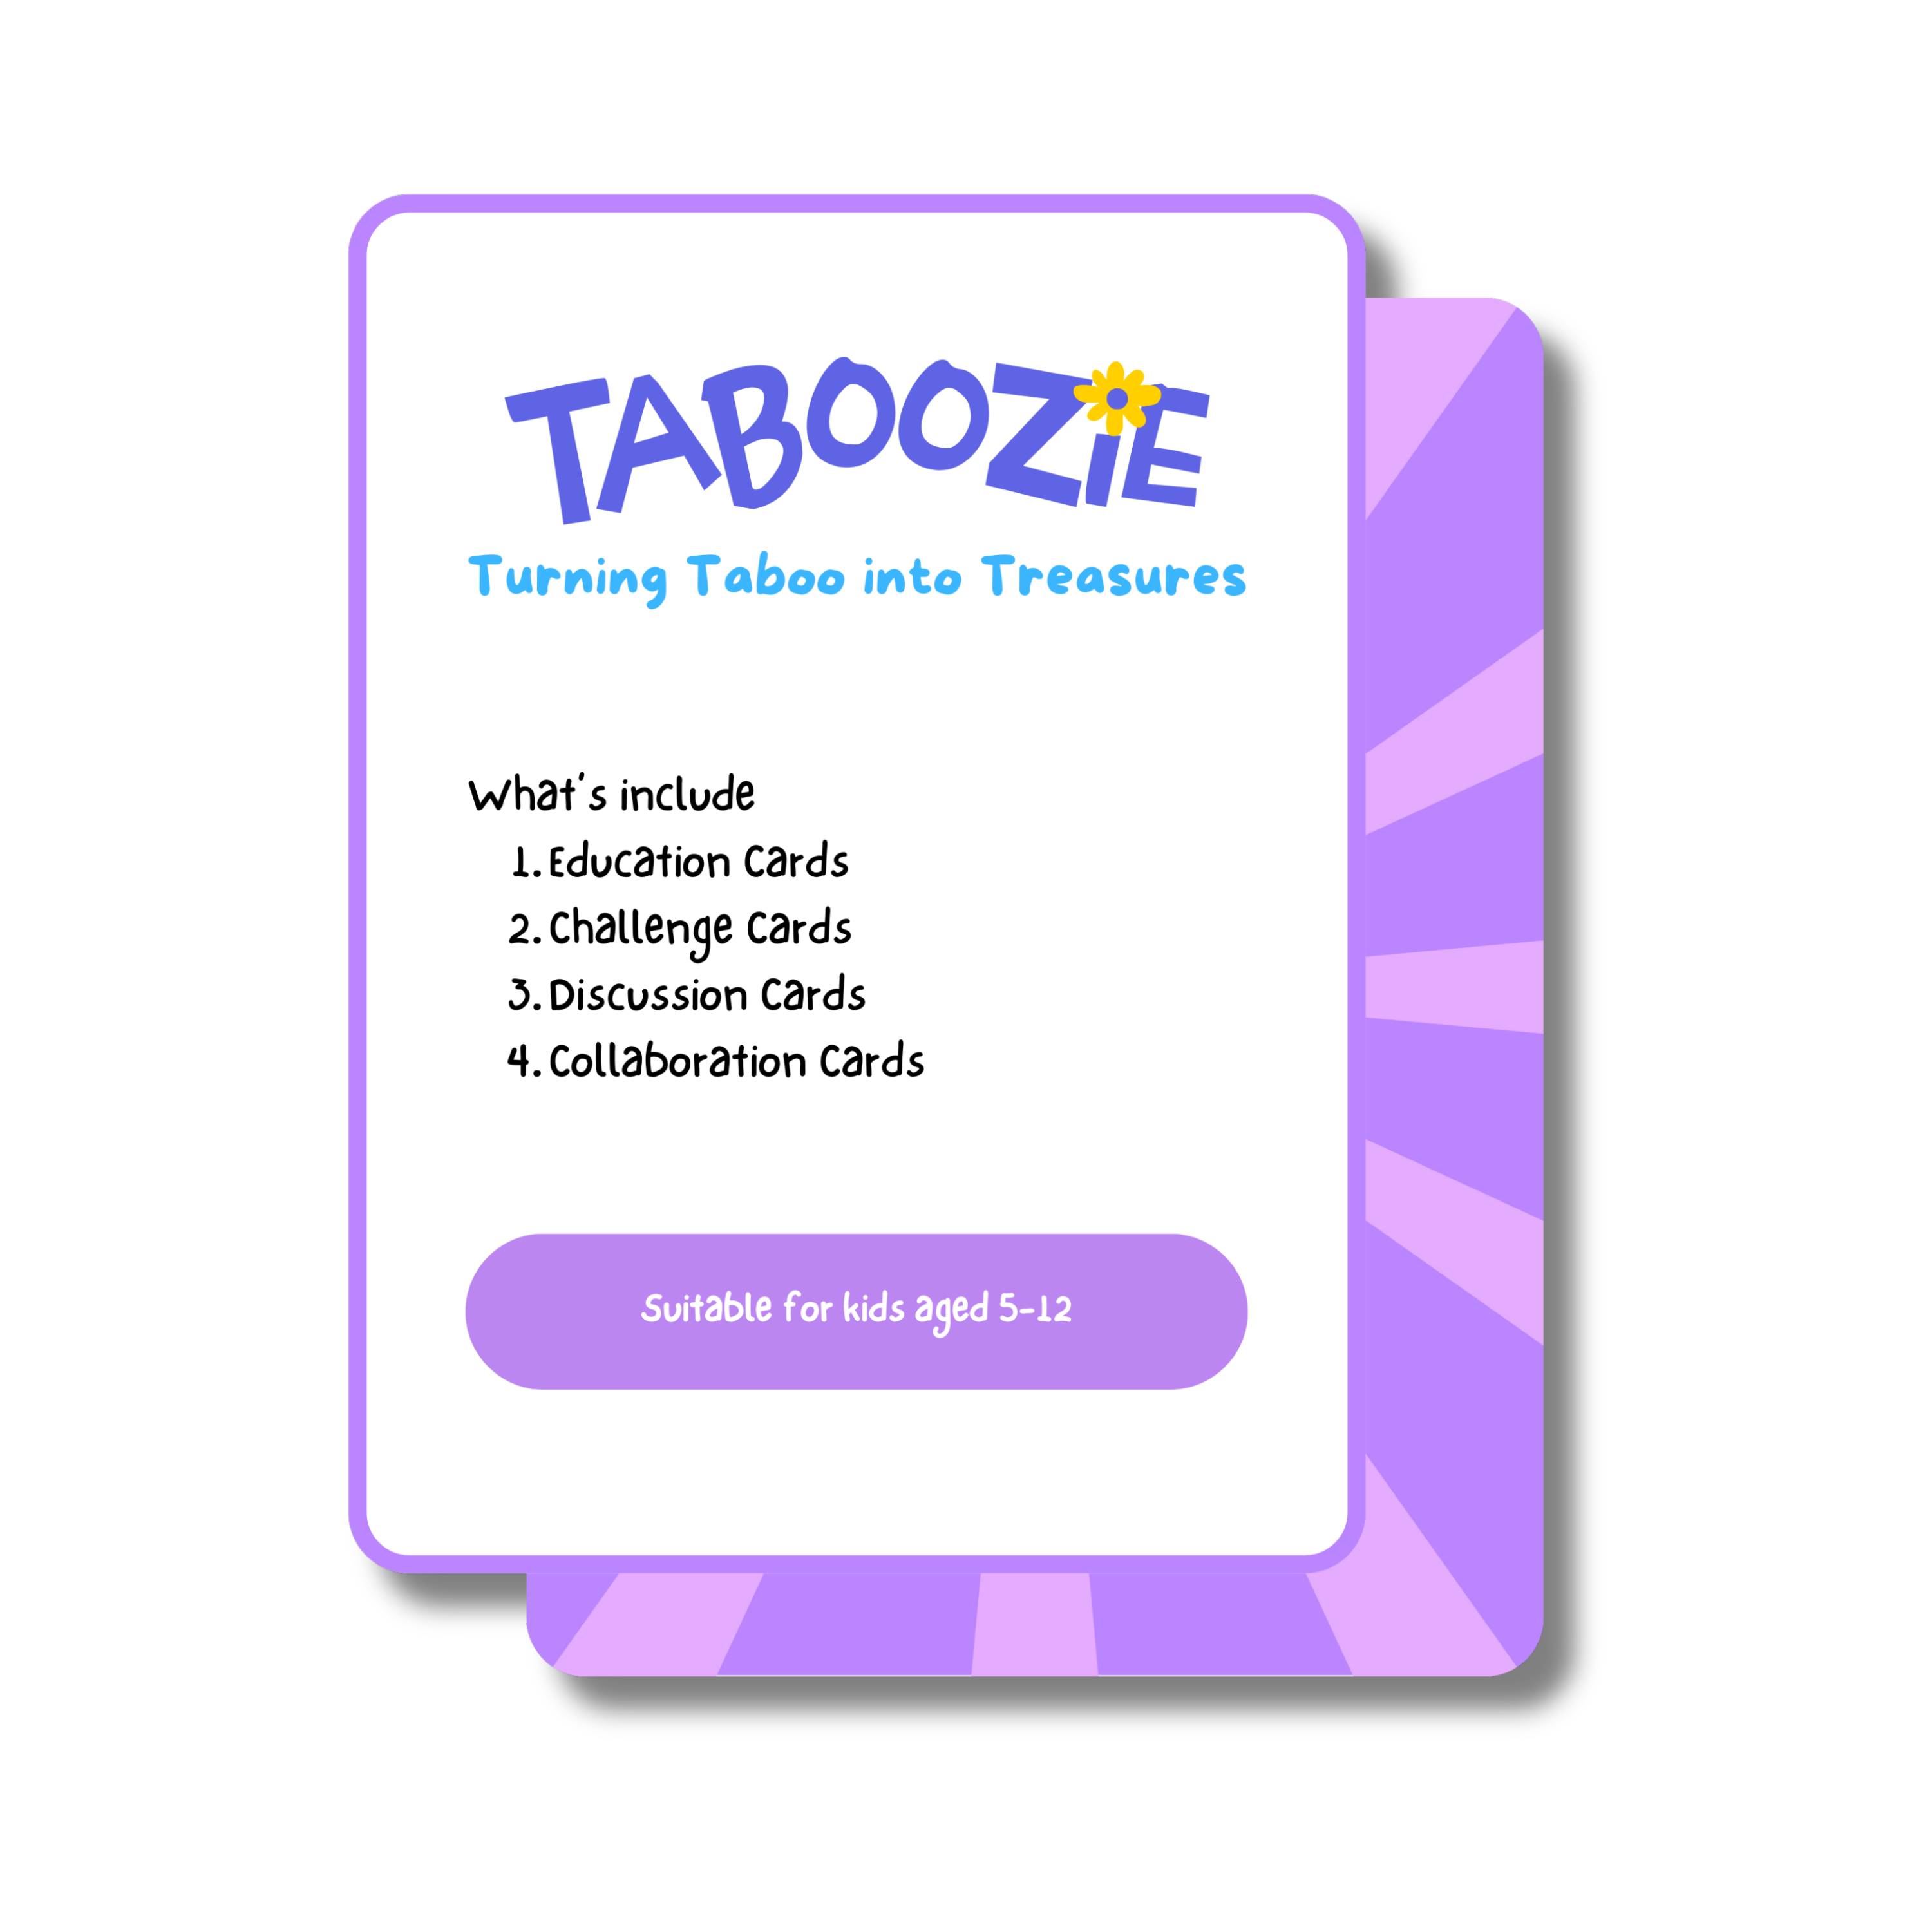 TABOOZiE
Turning Taboo into Treasures
What's include
1. Education Cards
2. Challenge Cards
3. Discussion Cards
4. Collaboration Cards
Suitable for kids aged 5-12